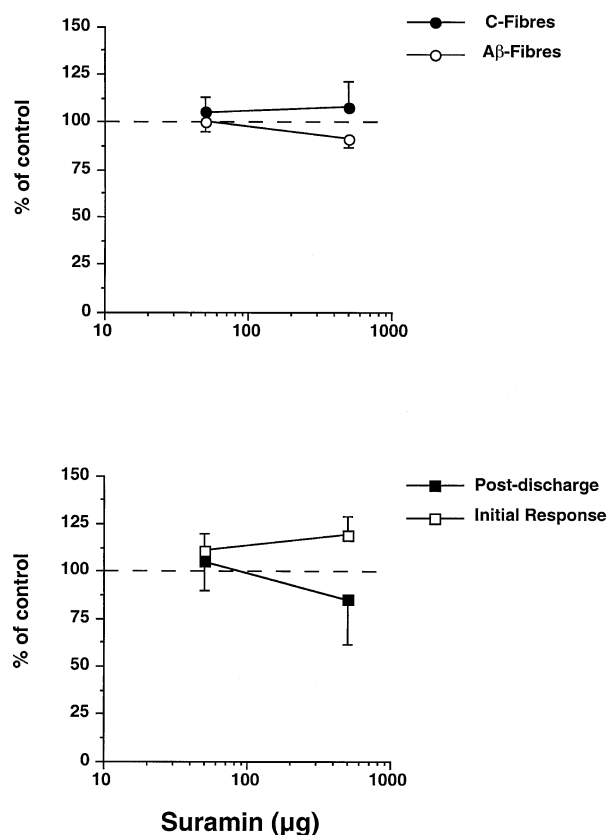 C-Fibres
Aβ-Fibres
% of control
150
125
100
75
50
25
0
10 100 1000
Post-discharge
Initial Response
% of control
150
125
100
75
50
25
0
10 100 1000
Suramin (µg)